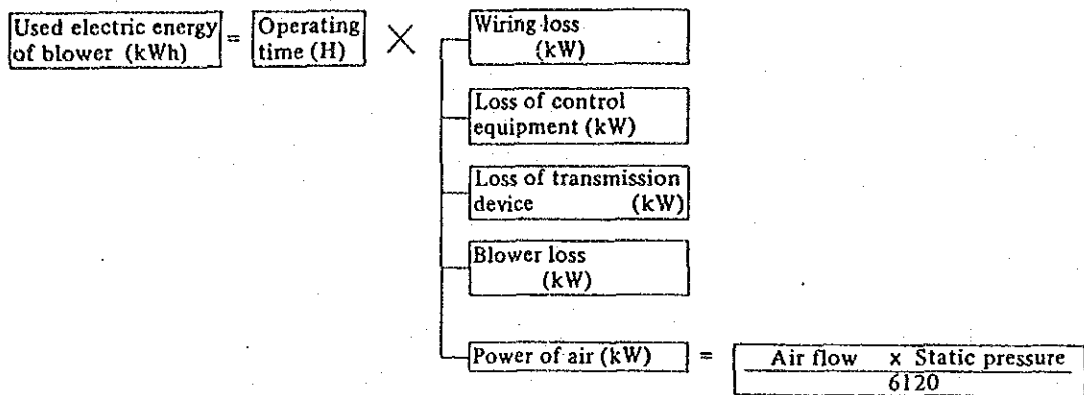 Used electric energy
of blower (kWh)
=
Operating
time (H)
×
Wiring loss
(kW)
Loss of control
equipment (kW)
Loss of transmission
device (kW)
Blower loss
(kW)
Power of air (kW)
=
Air flow x Static pressure
6120